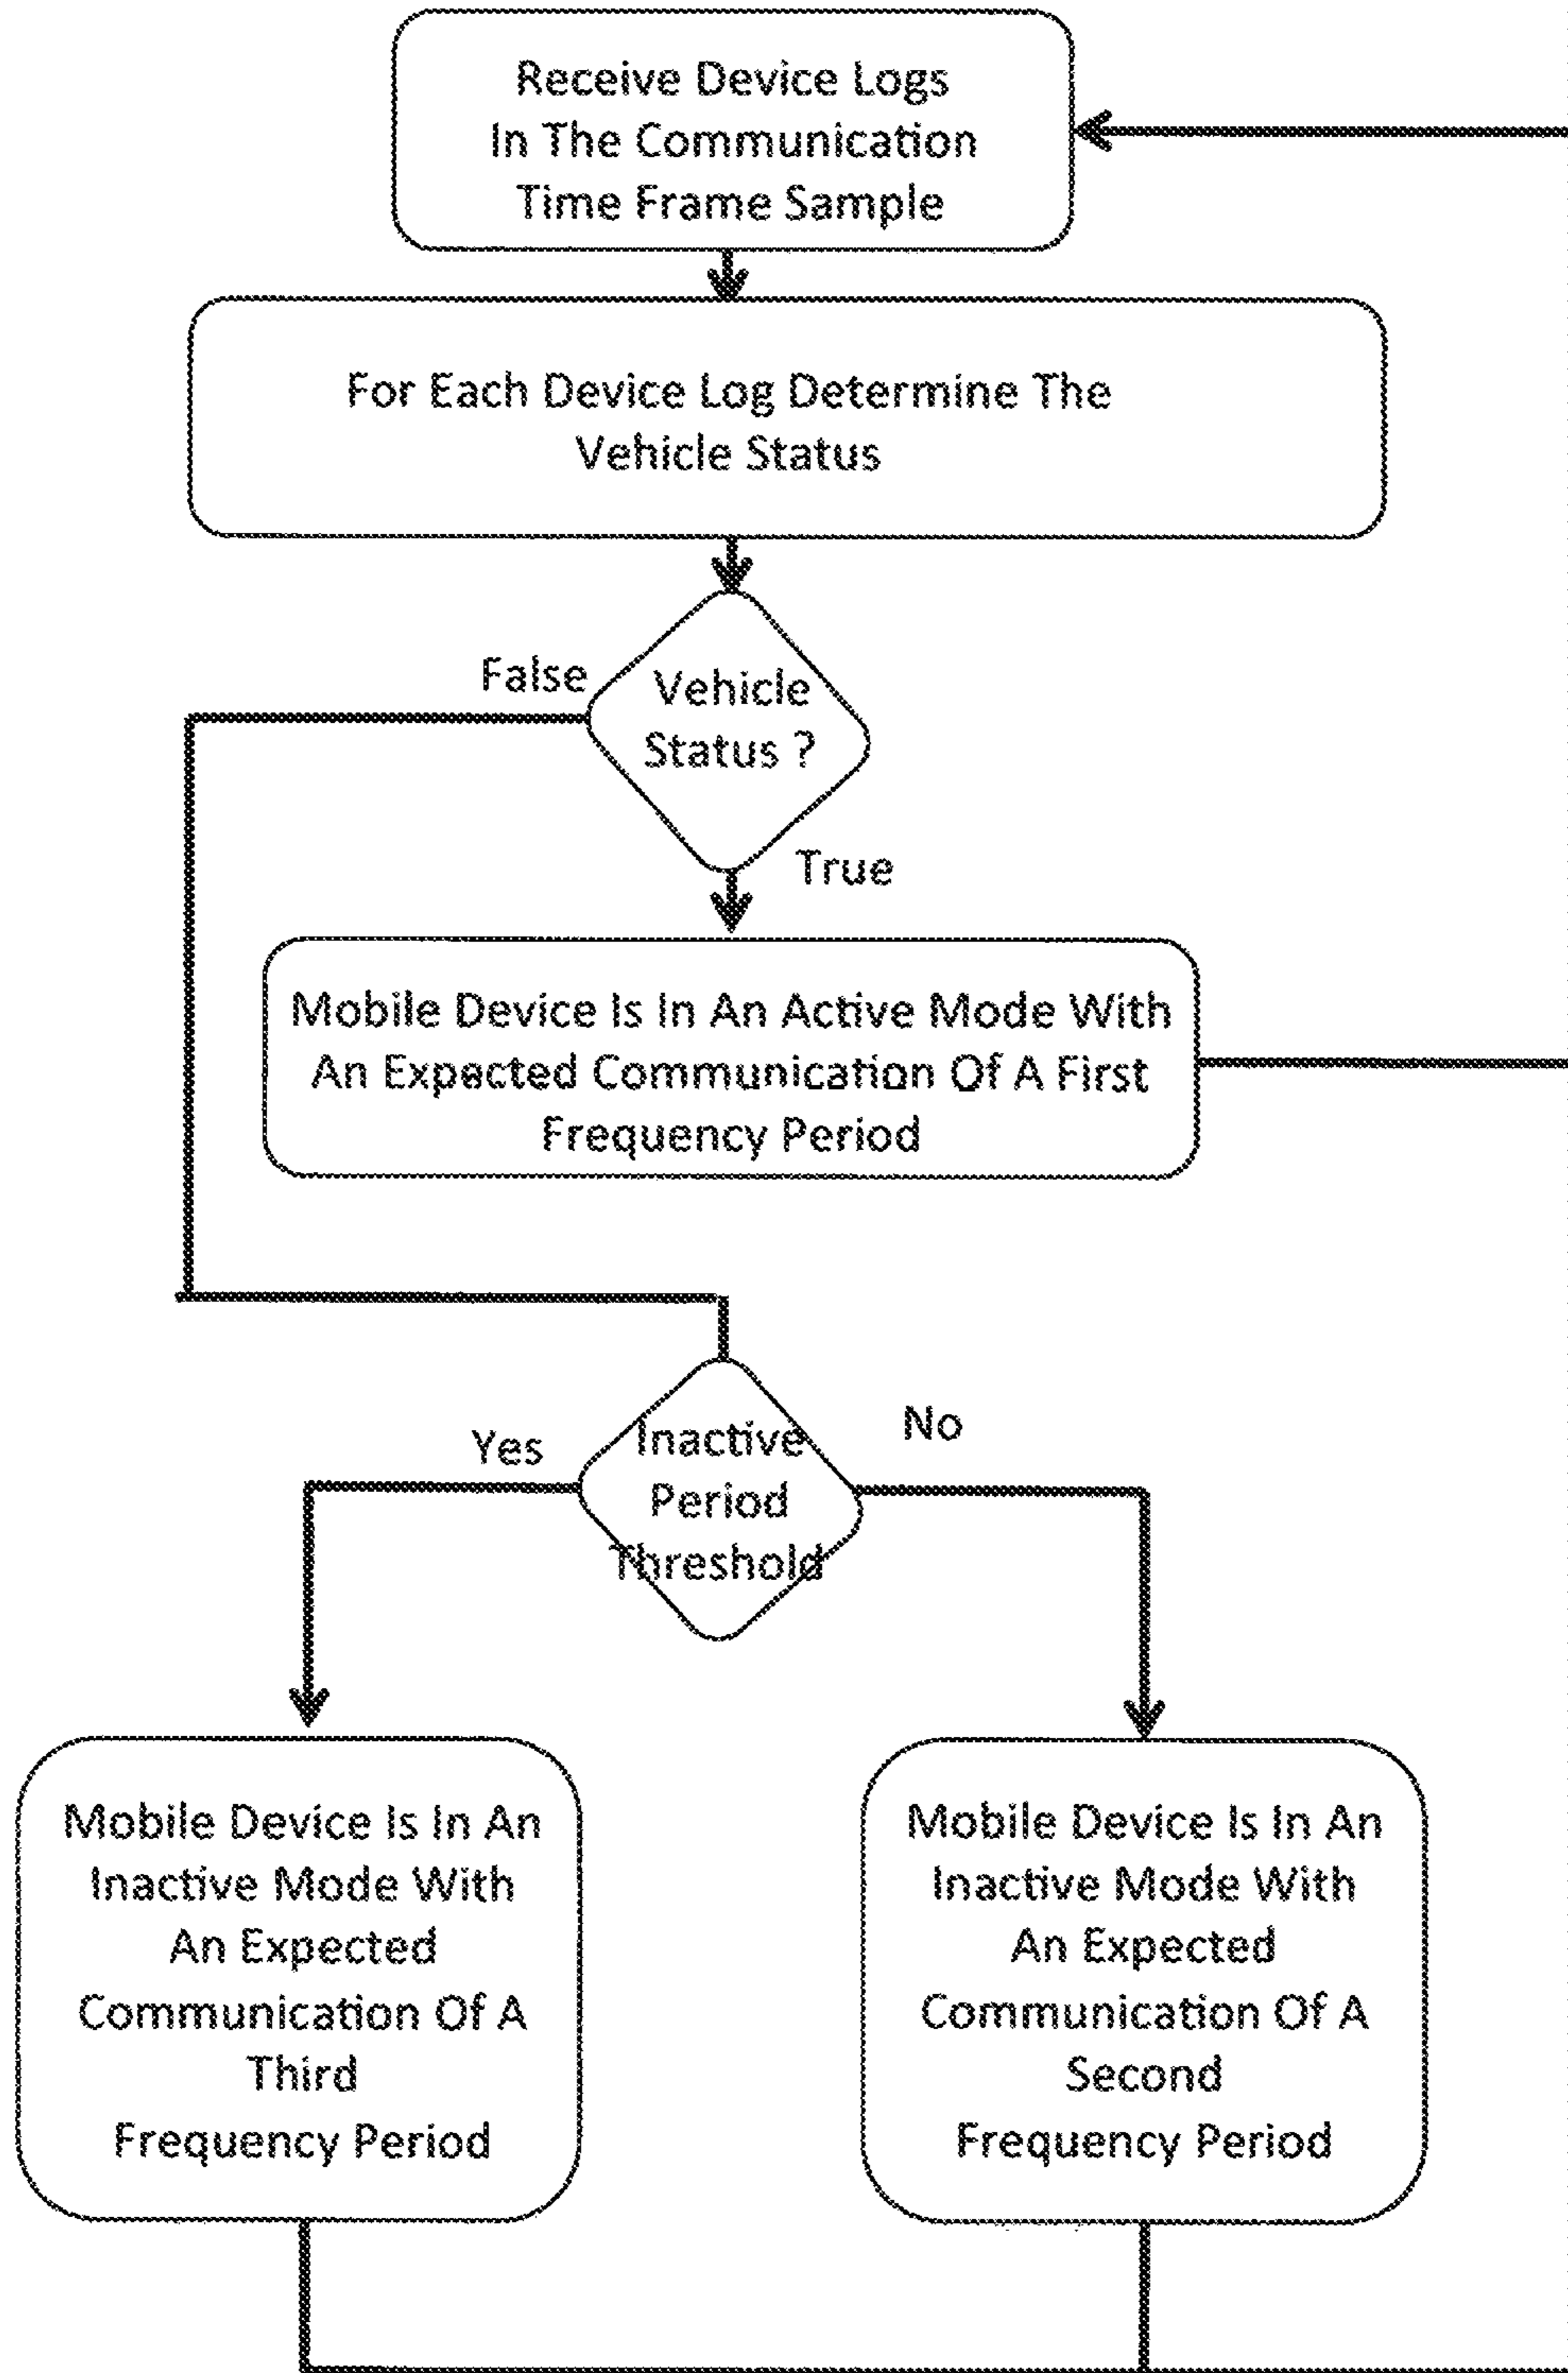 Receive Device Logs
In The Communication
Time Frame Sample
For Each Device Log Determine The
Vehicle Status
False
Vehicle
Status ?
True
Mobile Device Is In An Active Mode With
An Expected Communication Of A First
Frequency Period
Yes
Inactive
Period
Threshold
No
Mobile Device Is In An
Inactive Mode With
An Expected
Communication Of A
Third
Frequency Period
Mobile Device Is In An
Inactive Mode With
An Expected
Communication Of A
Second
Frequency Period